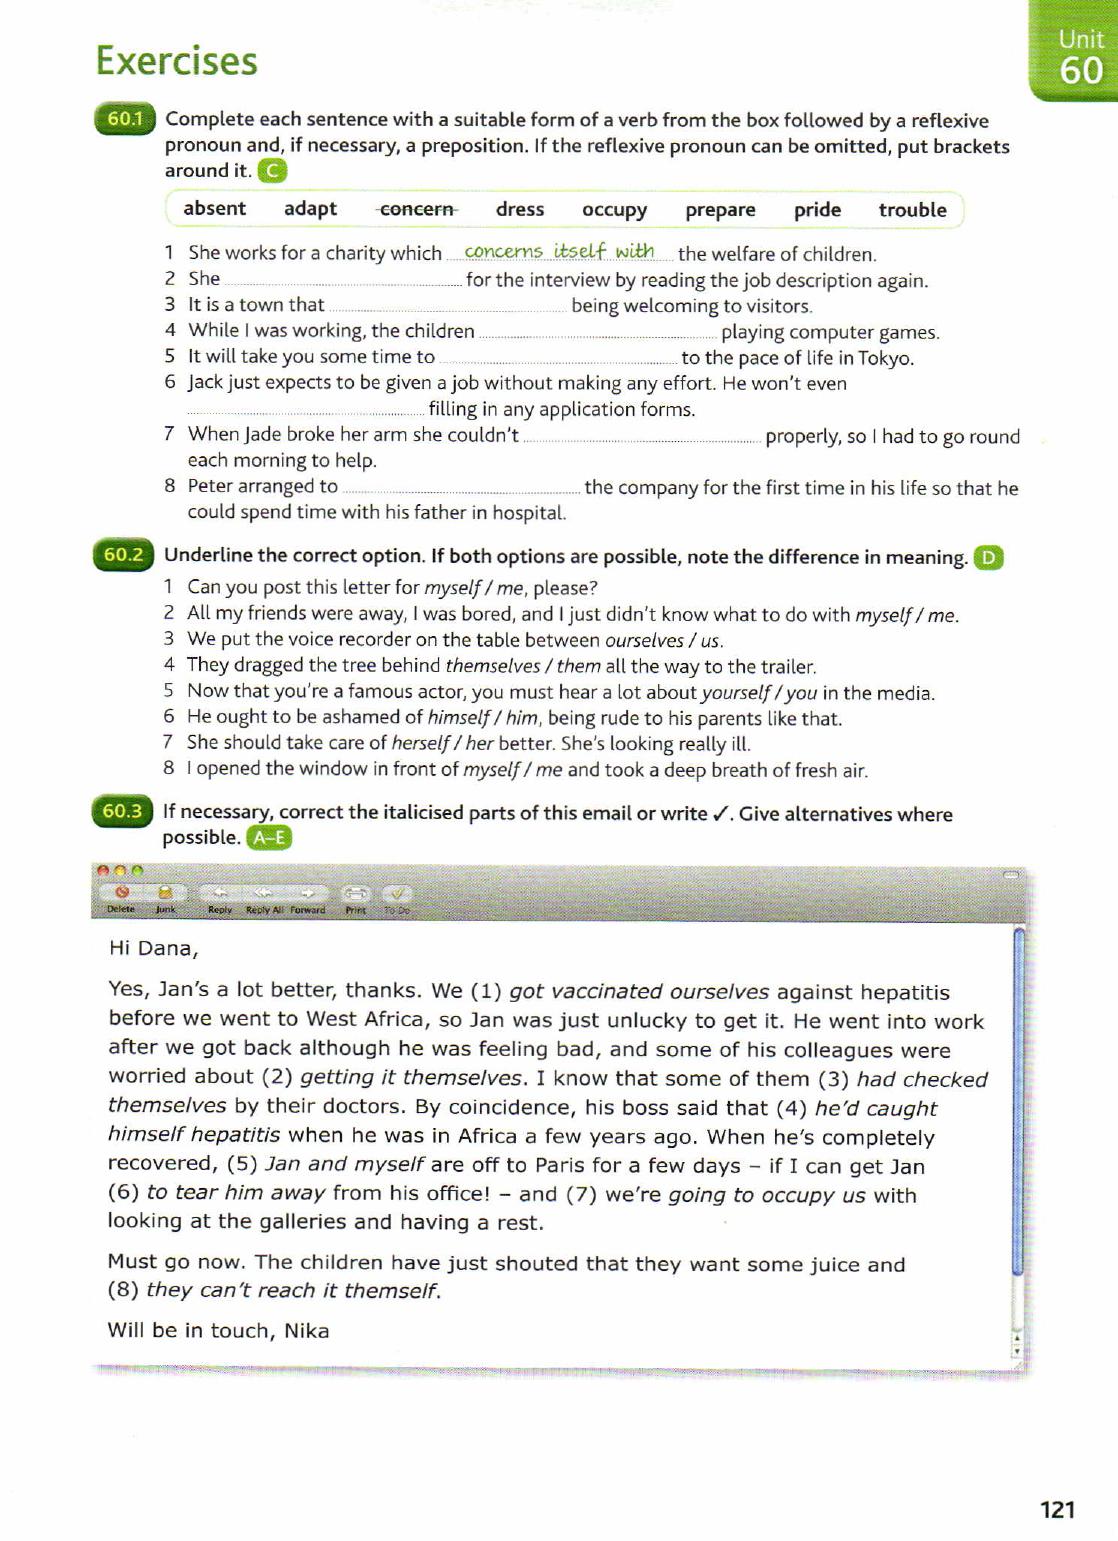 Exercises
Unit
60
60.1 Complete each sentence with a suitable form of a verb from the box followed by a reflexive
pronoun and, if necessary, a preposition. If the reflexive pronoun can be omitted, put brackets
around it. C
absent adapt concern dress occupy prepare pride trouble
1 She works for a charity which concerns itself with the welfare of children.
2 She ............ for the interview by reading the job description again.
3 It is a town that ............ being welcoming to visitors.
4 While I was working, the children ............ playing computer games.
5 It will take you some time to ............ to the pace of life in Tokyo.
6 Jack just expects to be given a job without making any effort. He won't even
............ filling in any application forms.
7 When Jade broke her arm she couldn't ............ properly, so I had to go round
each morning to help.
8 Peter arranged to ............ the company for the first time in his life so that he
could spend time with his father in hospital.
60.2 Underline the correct option. If both options are possible, note the difference in meaning. D
1 Can you post this letter for myself / me, please?
2 All my friends were away, I was bored, and I just didn't know what to do with myself / me.
3 We put the voice recorder on the table between ourselves / us.
4 They dragged the tree behind themselves / them all the way to the trailer.
5 Now that you're a famous actor, you must hear a lot about yourself / you in the media.
6 He ought to be ashamed of himself / him, being rude to his parents like that.
7 She should take care of herself / her better. She's looking really ill.
8 I opened the window in front of myself / me and took a deep breath of fresh air.
60.3 If necessary, correct the italicised parts of this email or write ✓. Give alternatives where
possible. A–E
Delete Junk Reply Reply All Forward Print To Do
Hi Dana,
Yes, Jan's a lot better, thanks. We (1) got vaccinated ourselves against hepatitis
before we went to West Africa, so Jan was just unlucky to get it. He went into work
after we got back although he was feeling bad, and some of his colleagues were
worried about (2) getting it themselves. I know that some of them (3) had checked
themselves by their doctors. By coincidence, his boss said that (4) he'd caught
himself hepatitis when he was in Africa a few years ago. When he's completely
recovered, (5) Jan and myself are off to Paris for a few days – if I can get Jan
(6) to tear him away from his office! – and (7) we're going to occupy us with
looking at the galleries and having a rest.
Must go now. The children have just shouted that they want some juice and
(8) they can't reach it themself.
Will be in touch, Nika
121